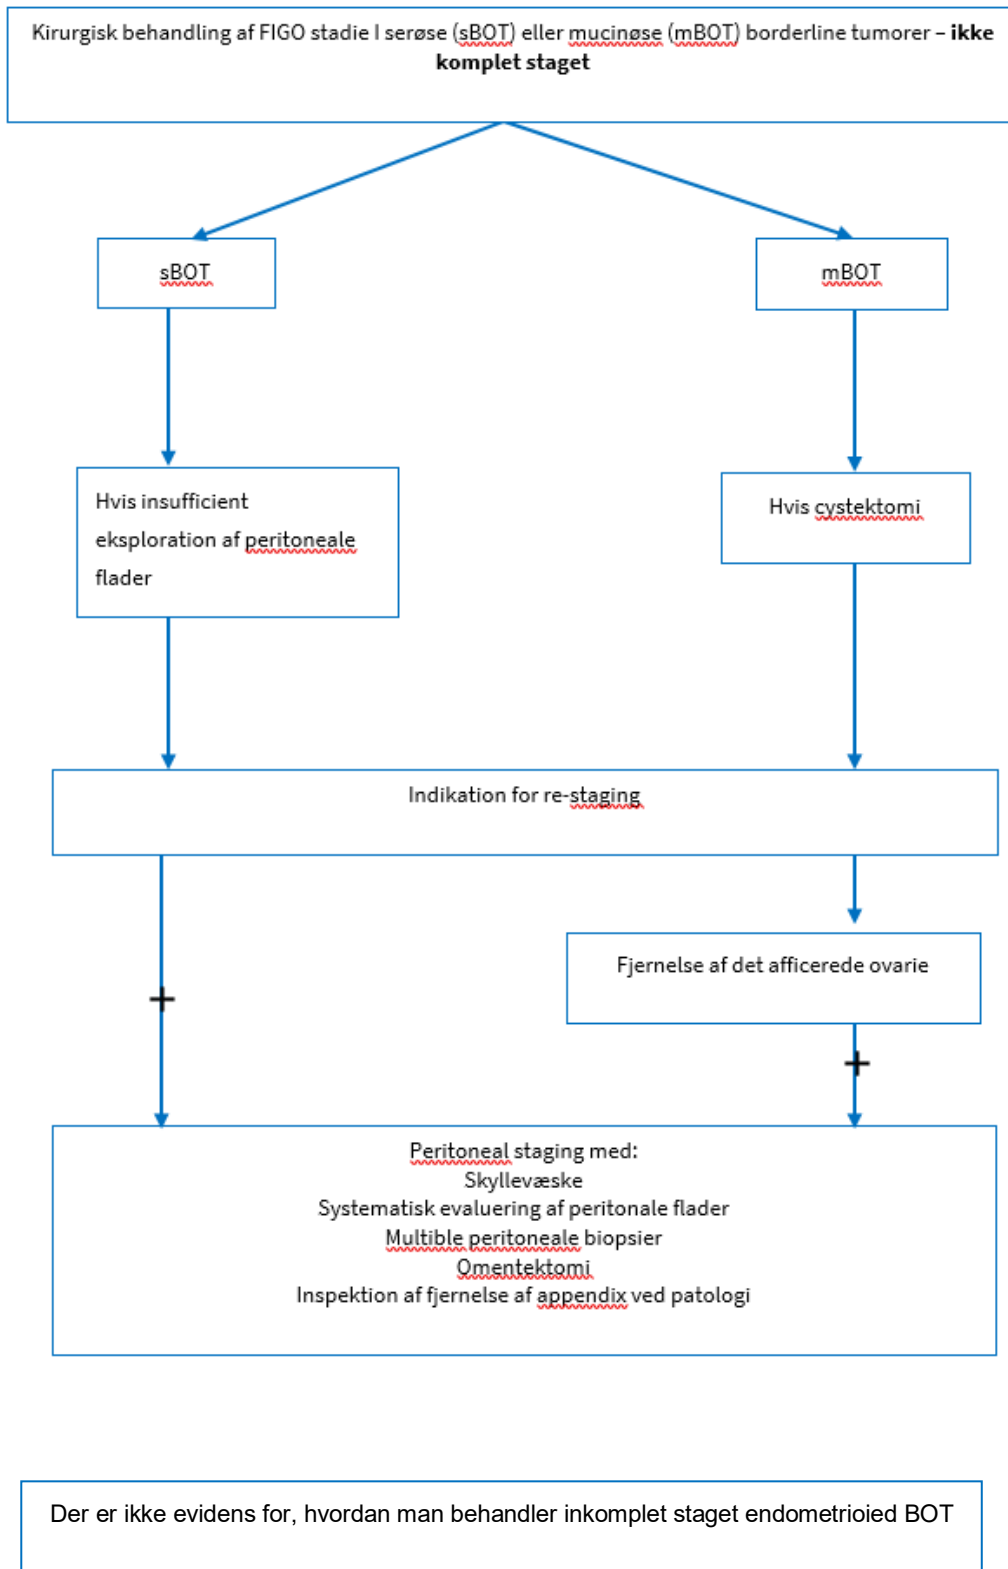 Kirurgisk behandling af FIGO stadie I serøse (sBOT) eller mucinøse (mBOT) borderline tumorer – ikke
komplet staget
sBOT
mBOT
Hvis insufficient
eksploration af peritoneale
flader
Hvis cystektomi
Indikation for re-staging
Fjernelse af det afficerede ovarie
+
+
Peritoneal staging med:
Skyllevæske
Systematisk evaluering af peritonale flader
Multible peritoneale biopsier
Omentektomi
Inspektion af fjernelse af appendix ved patologi
Der er ikke evidens for, hvordan man behandler inkomplet staget endometrioied BOT